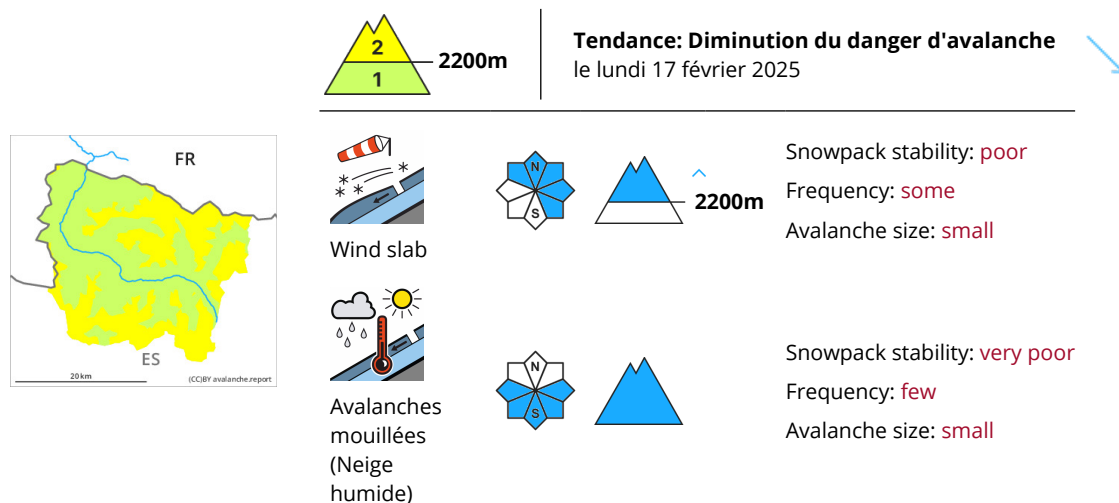 2
1
2200m
Tendance: Diminution du danger d'avalanche
le lundi 17 février 2025
FR
ES
20 km
(CC)BY avalanche.report
Wind slab
N
S
2200m
Snowpack stability: poor
Frequency: some
Avalanche size: small
Avalanches
mouillées
(Neige
humide)
N
S
Snowpack stability: very poor
Frequency: few
Avalanche size: small